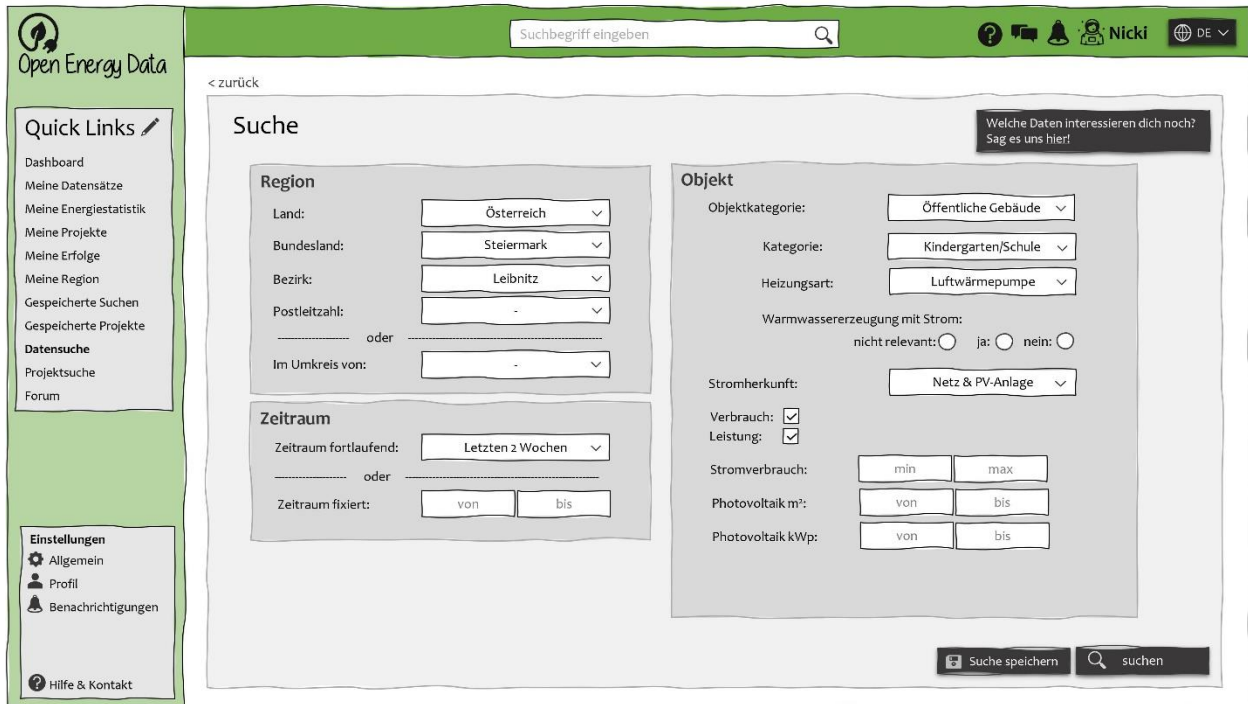 Open Energy Data
Suchbegriff eingeben
Nicki
DE
Quick Links
Dashboard
Meine Datensätze
Meine Energiestatistik
Meine Projekte
Meine Erfolge
Meine Region
Gespeicherte Suchen
Gespeicherte Projekte
Datensuche
Projektsuche
Forum
Einstellungen
Allgemein
Profil
Benachrichtigungen
Hilfe & Kontakt
< zurück
Suche
Welche Daten interessieren dich noch?
Sag es uns hier!
Region
Land: Österreich
Bundesland: Steiermark
Bezirk: Leibnitz
Postleitzahl: -
oder
Im Umkreis von: -
Zeitraum
Zeitraum fortlaufend: Letzten 2 Wochen
oder
Zeitraum fixiert: von bis
Objekt
Objektkategorie: Öffentliche Gebäude
Kategorie: Kindergarten/Schule
Heizungsart: Luftwärmepumpe
Warmwassererzeugung mit Strom:
nicht relevant: ja: nein:
Stromherkunft: Netz & PV-Anlage
Verbrauch:
Leistung:
Stromverbrauch: min max
Photovoltaik m²: von bis
Photovoltaik kWp: von bis
Suche speichern
suchen